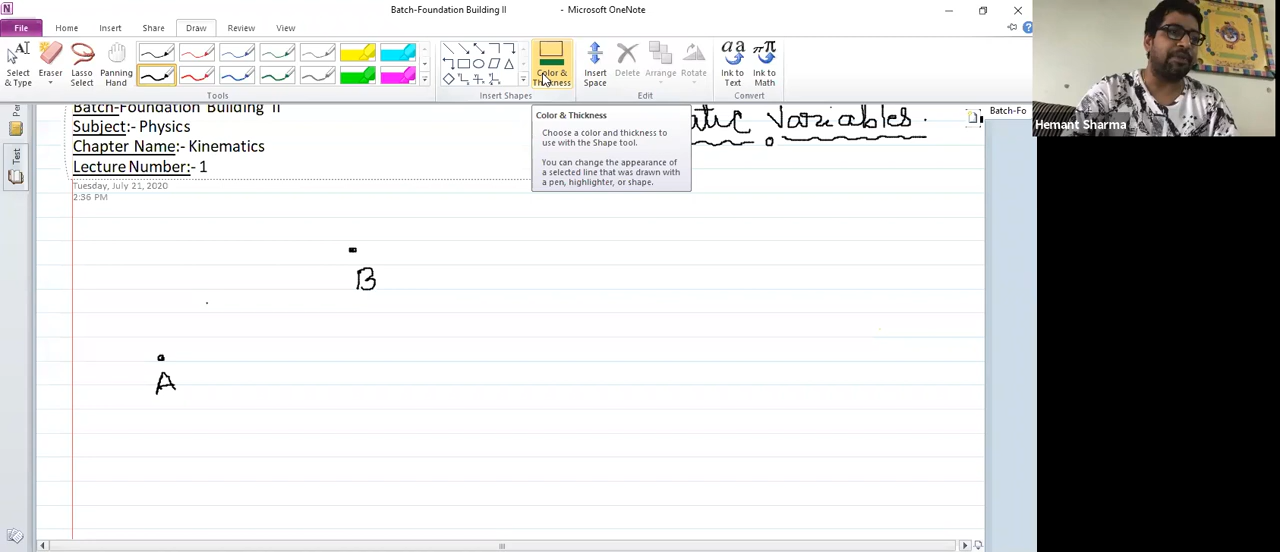 Batch-Foundation Building II - Microsoft OneNote
File Home Insert Share Draw Review View
Select & Type
Eraser
Lasso Select
Panning Hand
Color & Thickness
Insert Space
Delete
Arrange
Rotate
aa
Ink to Text
π π
Ink to Math
Tools Insert Shapes Edit Convert
Color & Thickness
Choose a color and thickness to
use with the Shape tool.
You can change the appearance of
a selected line that was drawn with
a pen, highlighter, or shape.
Batch-Foundation Building II
Subject:- Physics
Chapter Name:- Kinematics
Lecture Number:- 1
Tuesday, July 21, 2020
2:36 PM
Variables.
Batch-Fo
Hemant Sharma
Test
B
A